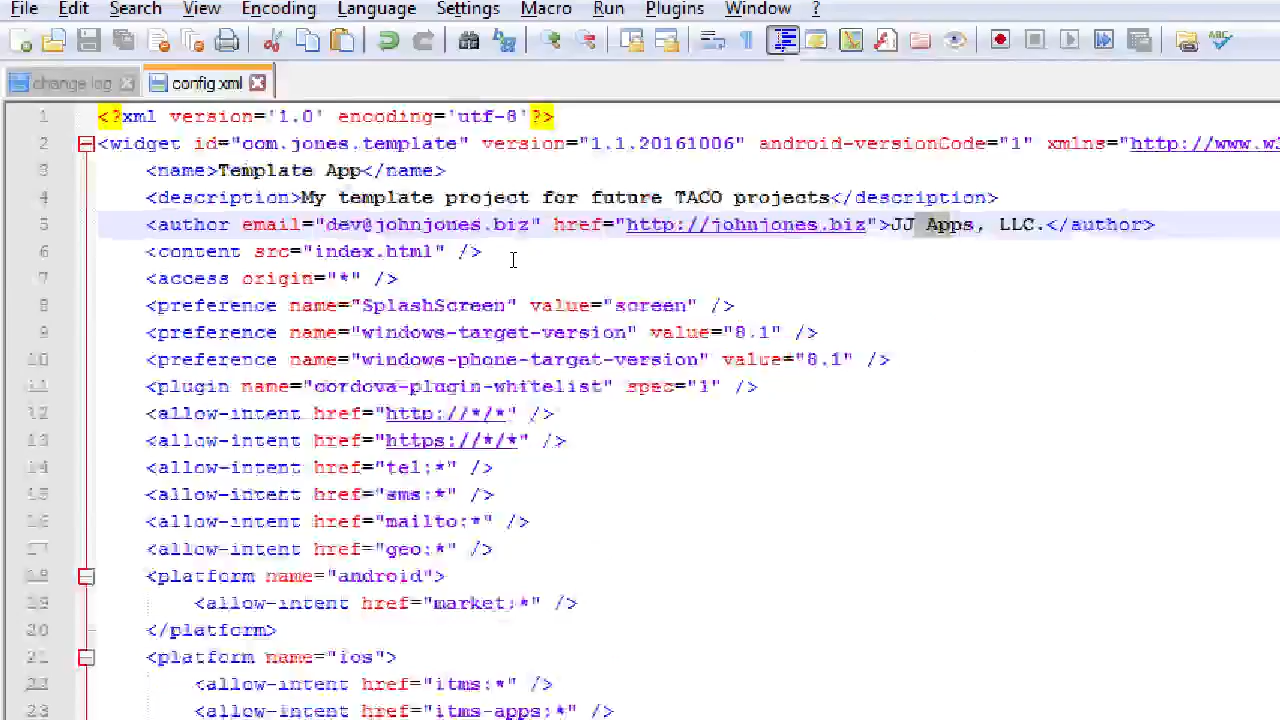 File Edit Search View Encoding Language Settings Macro Run Plugins Window ?
change log config.xml
1 <?xml version='1.0' encoding='utf-8'?>
2 <widget id="com.jones.template" version="1.1.20161006" android-versionCode="1" xmlns="http://www.w3
3 <name>Template App</name>
4 <description>My template project for future TACO projects</description>
5 <author email="dev@johnjones.biz" href="http://johnjones.biz">JJ Apps, LLC.</author>
6 <content src="index.html" />
7 <access origin="*" />
8 <preference name="SplashScreen" value="screen" />
9 <preference name="windows-target-version" value="8.1" />
10 <preference name="windows-phone-target-version" value="8.1" />
11 <plugin name="cordova-plugin-whitelist" spec="1" />
12 <allow-intent href="http://*/*" />
13 <allow-intent href="https://*/*" />
14 <allow-intent href="tel:*" />
15 <allow-intent href="sms:*" />
16 <allow-intent href="mailto:*" />
17 <allow-intent href="geo:*" />
18 <platform name="android">
19 <allow-intent href="market:*" />
20 </platform>
21 <platform name="ios">
22 <allow-intent href="itms:*" />
23 <allow-intent href="itms-apps:*" />